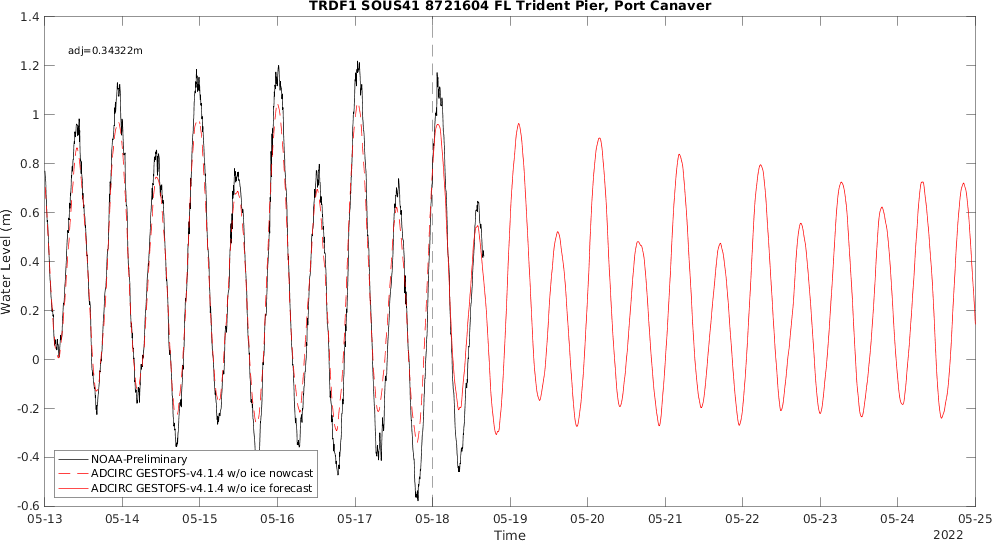 TRDF1 SOUS41 8721604 FL Trident Pier, Port Canaver
1.4
1.2
1
0.8
0.6
0.4
0.2
0
-0.2
-0.4
-0.6
Water Level (m)
adj=0.34322m
NOAA-Preliminary
ADCIRC GESTOFS-v4.1.4 w/o ice nowcast
ADCIRC GESTOFS-v4.1.4 w/o ice forecast
05-13 05-14 05-15 05-16 05-17 05-18 05-19 05-20 05-21 05-22 05-23 05-24 05-25
Time
2022